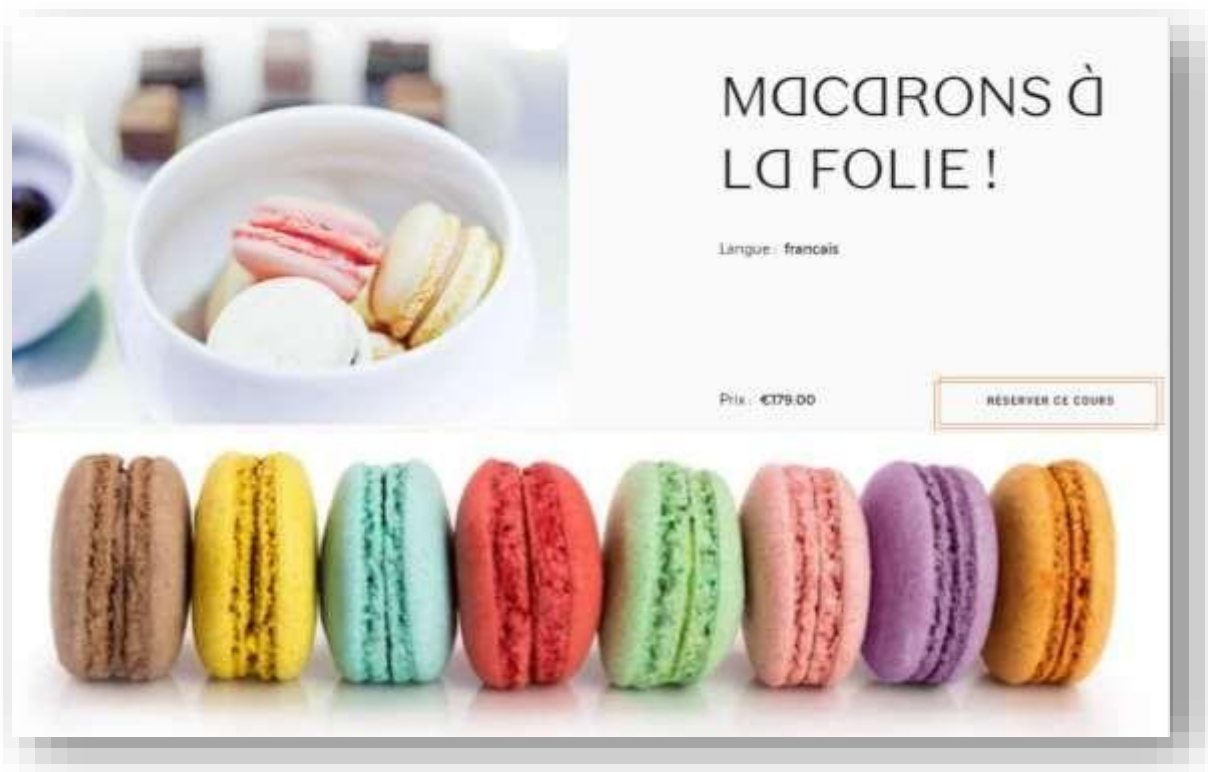 MACARONS À
LA FOLIE !
Langue : francais
Prix : €179.00
RÉSERVER CE COURS